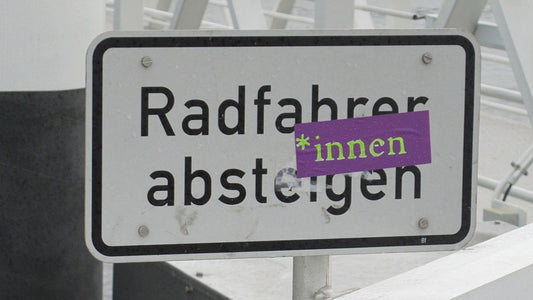 Radfahrer
*innen
absteigen